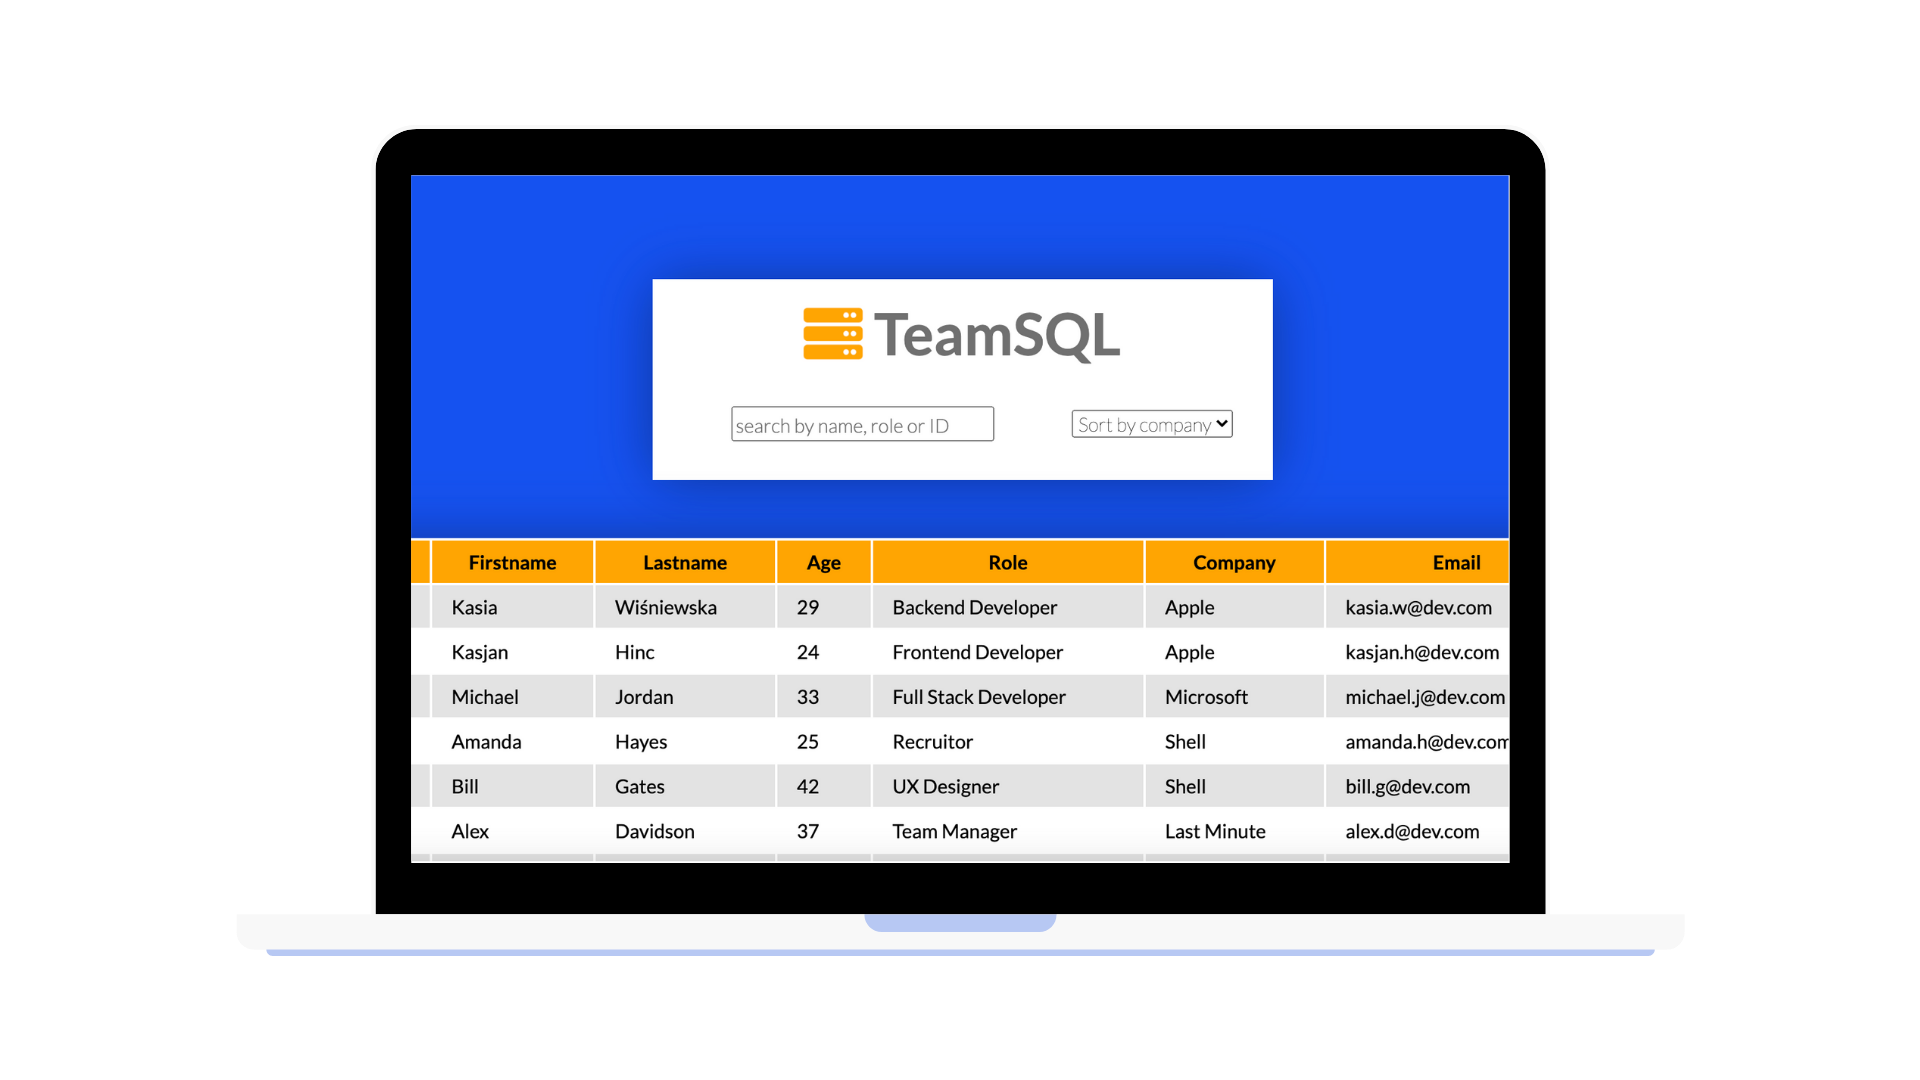 TeamSQL
search by name, role or ID Sort by company
Firstname Lastname Age Role Company Email
Kasia Wiśniewska 29 Backend Developer Apple kasia.w@dev.com
Kasjan Hinc 24 Frontend Developer Apple kasjan.h@dev.com
Michael Jordan 33 Full Stack Developer Microsoft michael.j@dev.com
Amanda Hayes 25 Recruitor Shell amanda.h@dev.com
Bill Gates 42 UX Designer Shell bill.g@dev.com
Alex Davidson 37 Team Manager Last Minute alex.d@dev.com